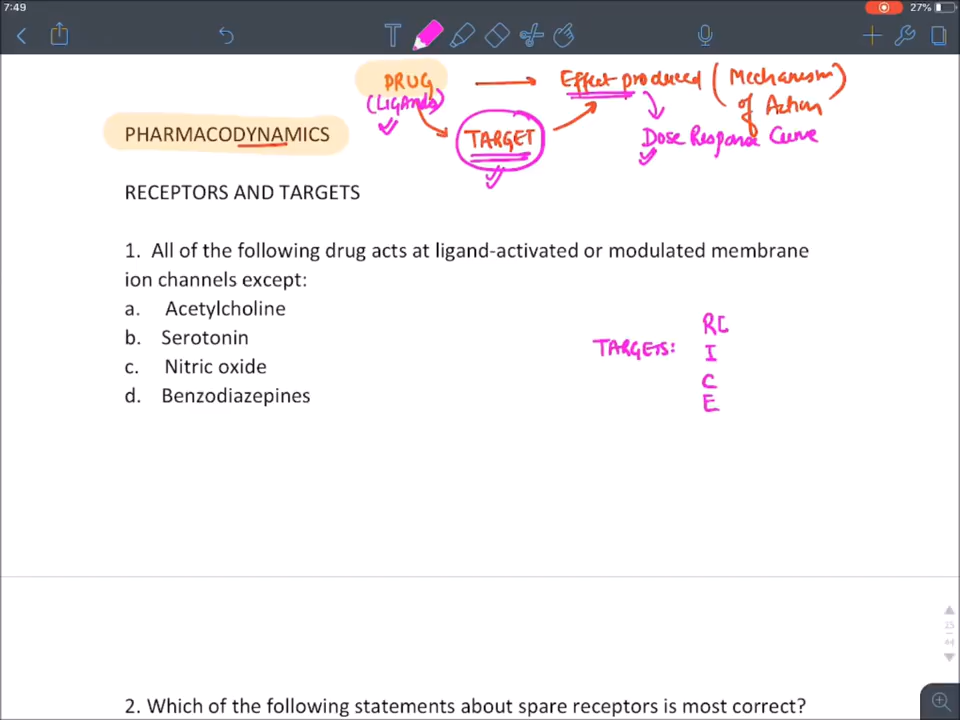 7:49
27%
T
DRUG
Effect produced (Mechanism
of Action)
(LIGANDS)
PHARMACODYNAMICS
TARGET
Dose Response Curve
RECEPTORS AND TARGETS
1. All of the following drug acts at ligand-activated or modulated membrane
ion channels except:
a. Acetylcholine
b. Serotonin
c. Nitric oxide
d. Benzodiazepines
TARGETS:
I
C
E
25
44
2. Which of the following statements about spare receptors is most correct?